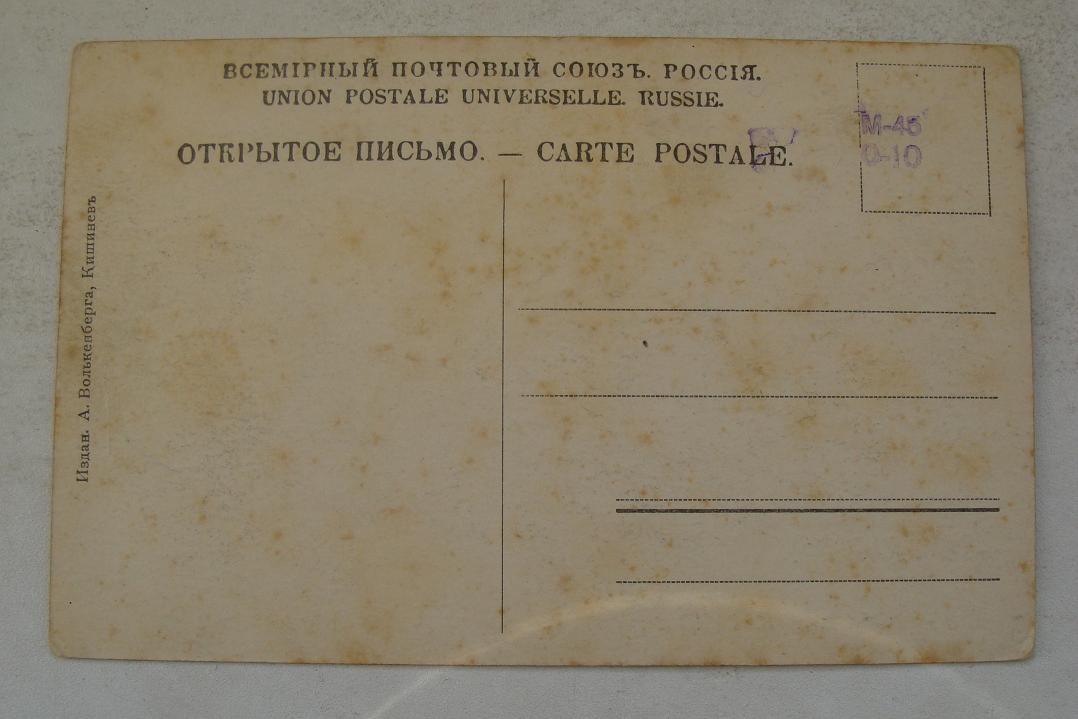 ВСЕМІРНЫЙ ПОЧТОВЫЙ СОЮЗЪ. РОССІЯ.
UNION POSTALE UNIVERSELLE. RUSSIE.
ОТКРЫТОЕ ПИСЬМО. — CARTE POSTALE.
М-45
0-10
Издан. А. Волькенберга, Кишиневъ